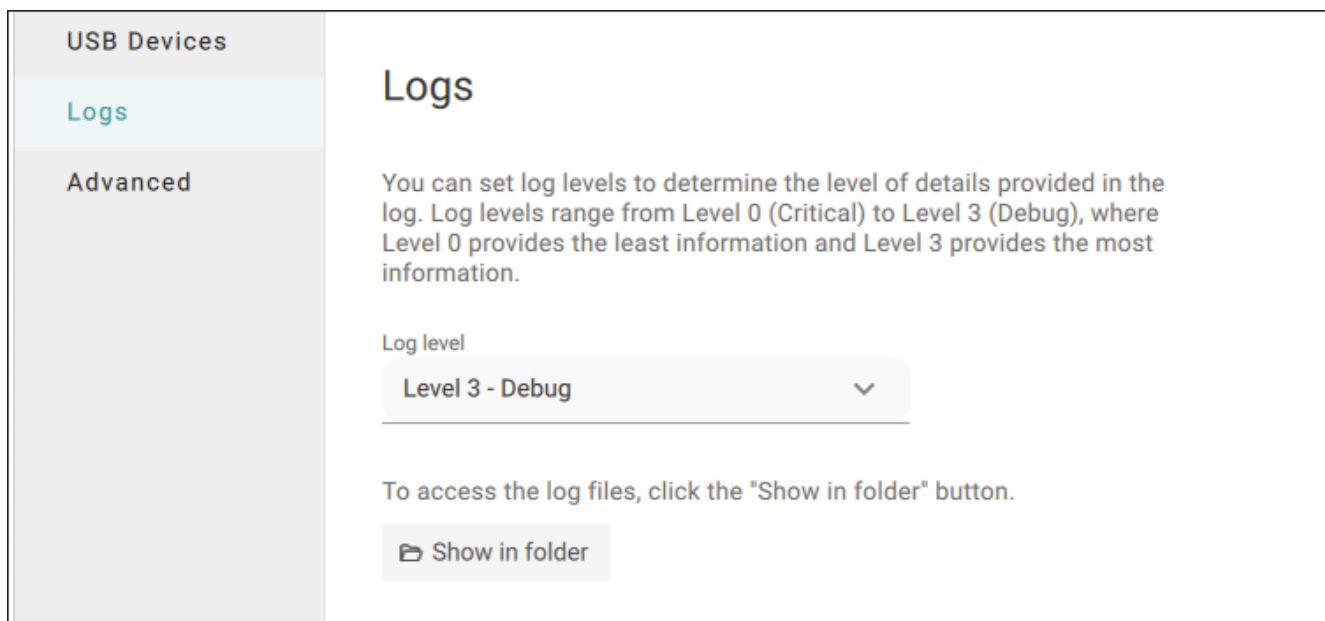 USB Devices
Logs
Advanced
Logs
You can set log levels to determine the level of details provided in the
log. Log levels range from Level 0 (Critical) to Level 3 (Debug), where
Level 0 provides the least information and Level 3 provides the most
information.
Log level
Level 3 - Debug
To access the log files, click the "Show in folder" button.
Show in folder